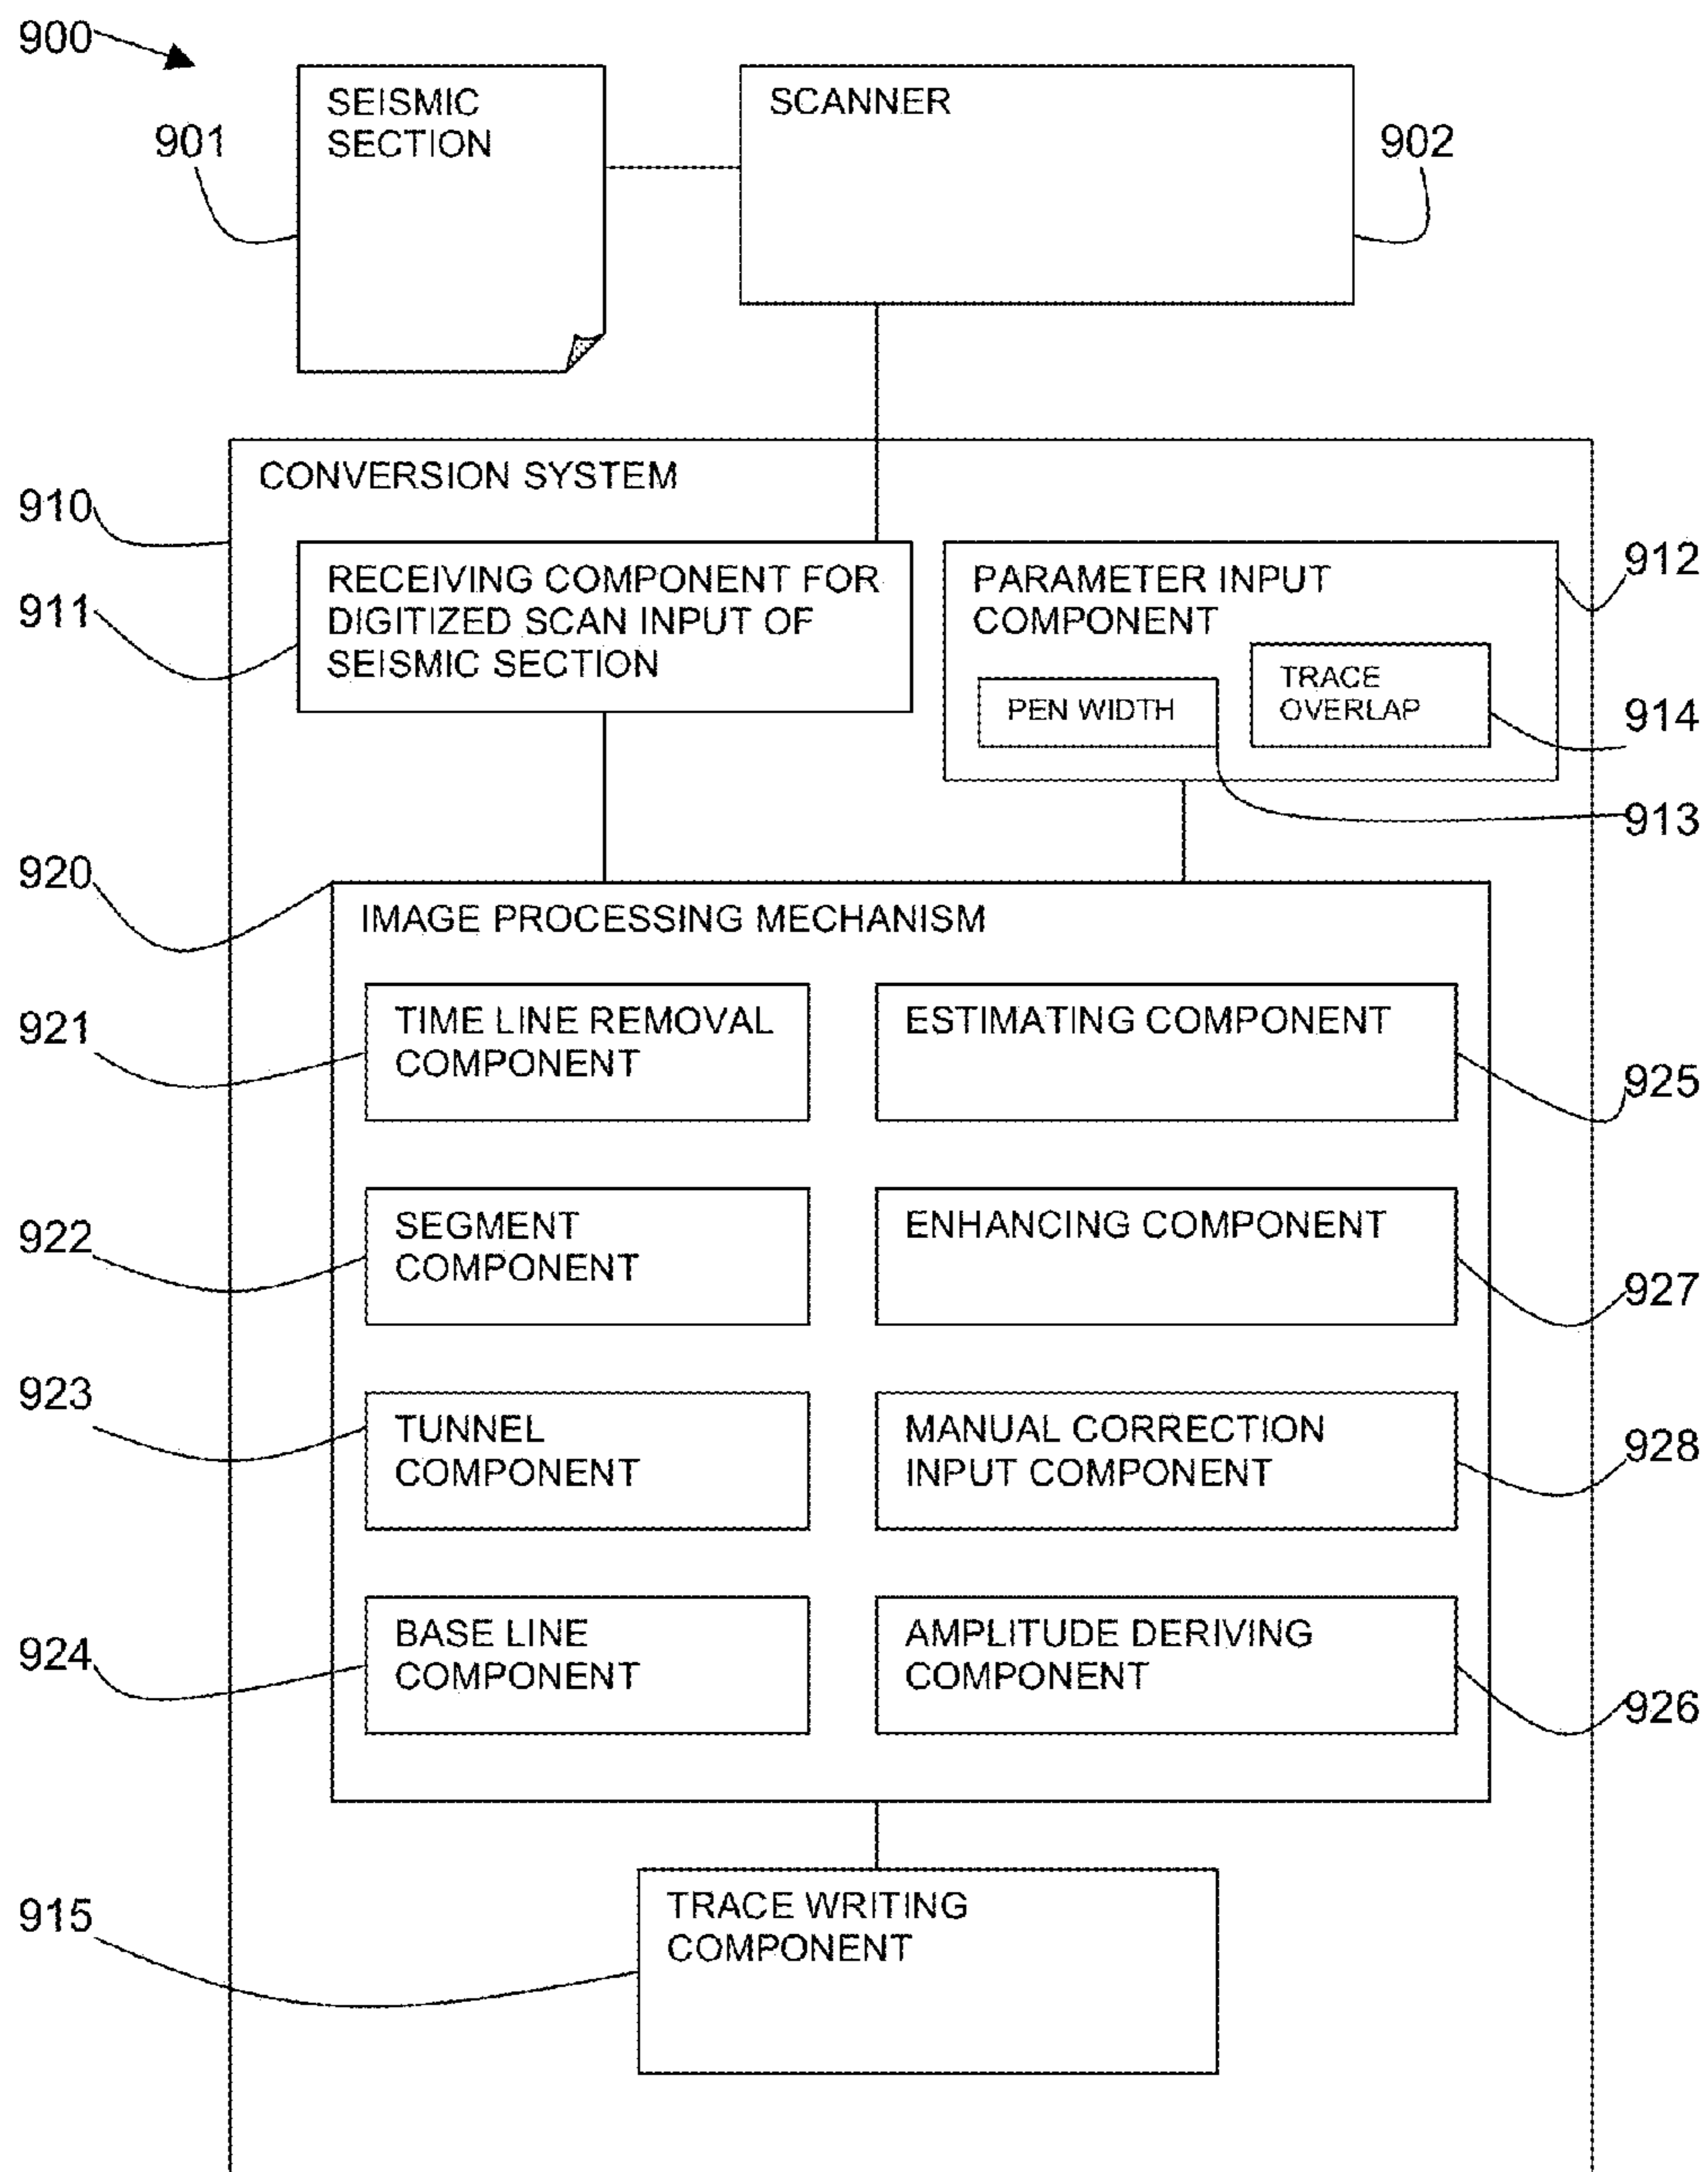 900
SEISMIC
SECTION
901
SCANNER
902
CONVERSION SYSTEM
910
RECEIVING COMPONENT FOR
DIGITIZED SCAN INPUT OF
SEISMIC SECTION
911
PARAMETER INPUT
COMPONENT
912
PEN WIDTH
TRACE
OVERLAP
914
913
920
IMAGE PROCESSING MECHANISM
921
TIME LINE REMOVAL
COMPONENT
ESTIMATING COMPONENT
925
922
SEGMENT
COMPONENT
ENHANCING COMPONENT
927
923
TUNNEL
COMPONENT
MANUAL CORRECTION
INPUT COMPONENT
928
924
BASE LINE
COMPONENT
AMPLITUDE DERIVING
COMPONENT
926
915
TRACE WRITING
COMPONENT